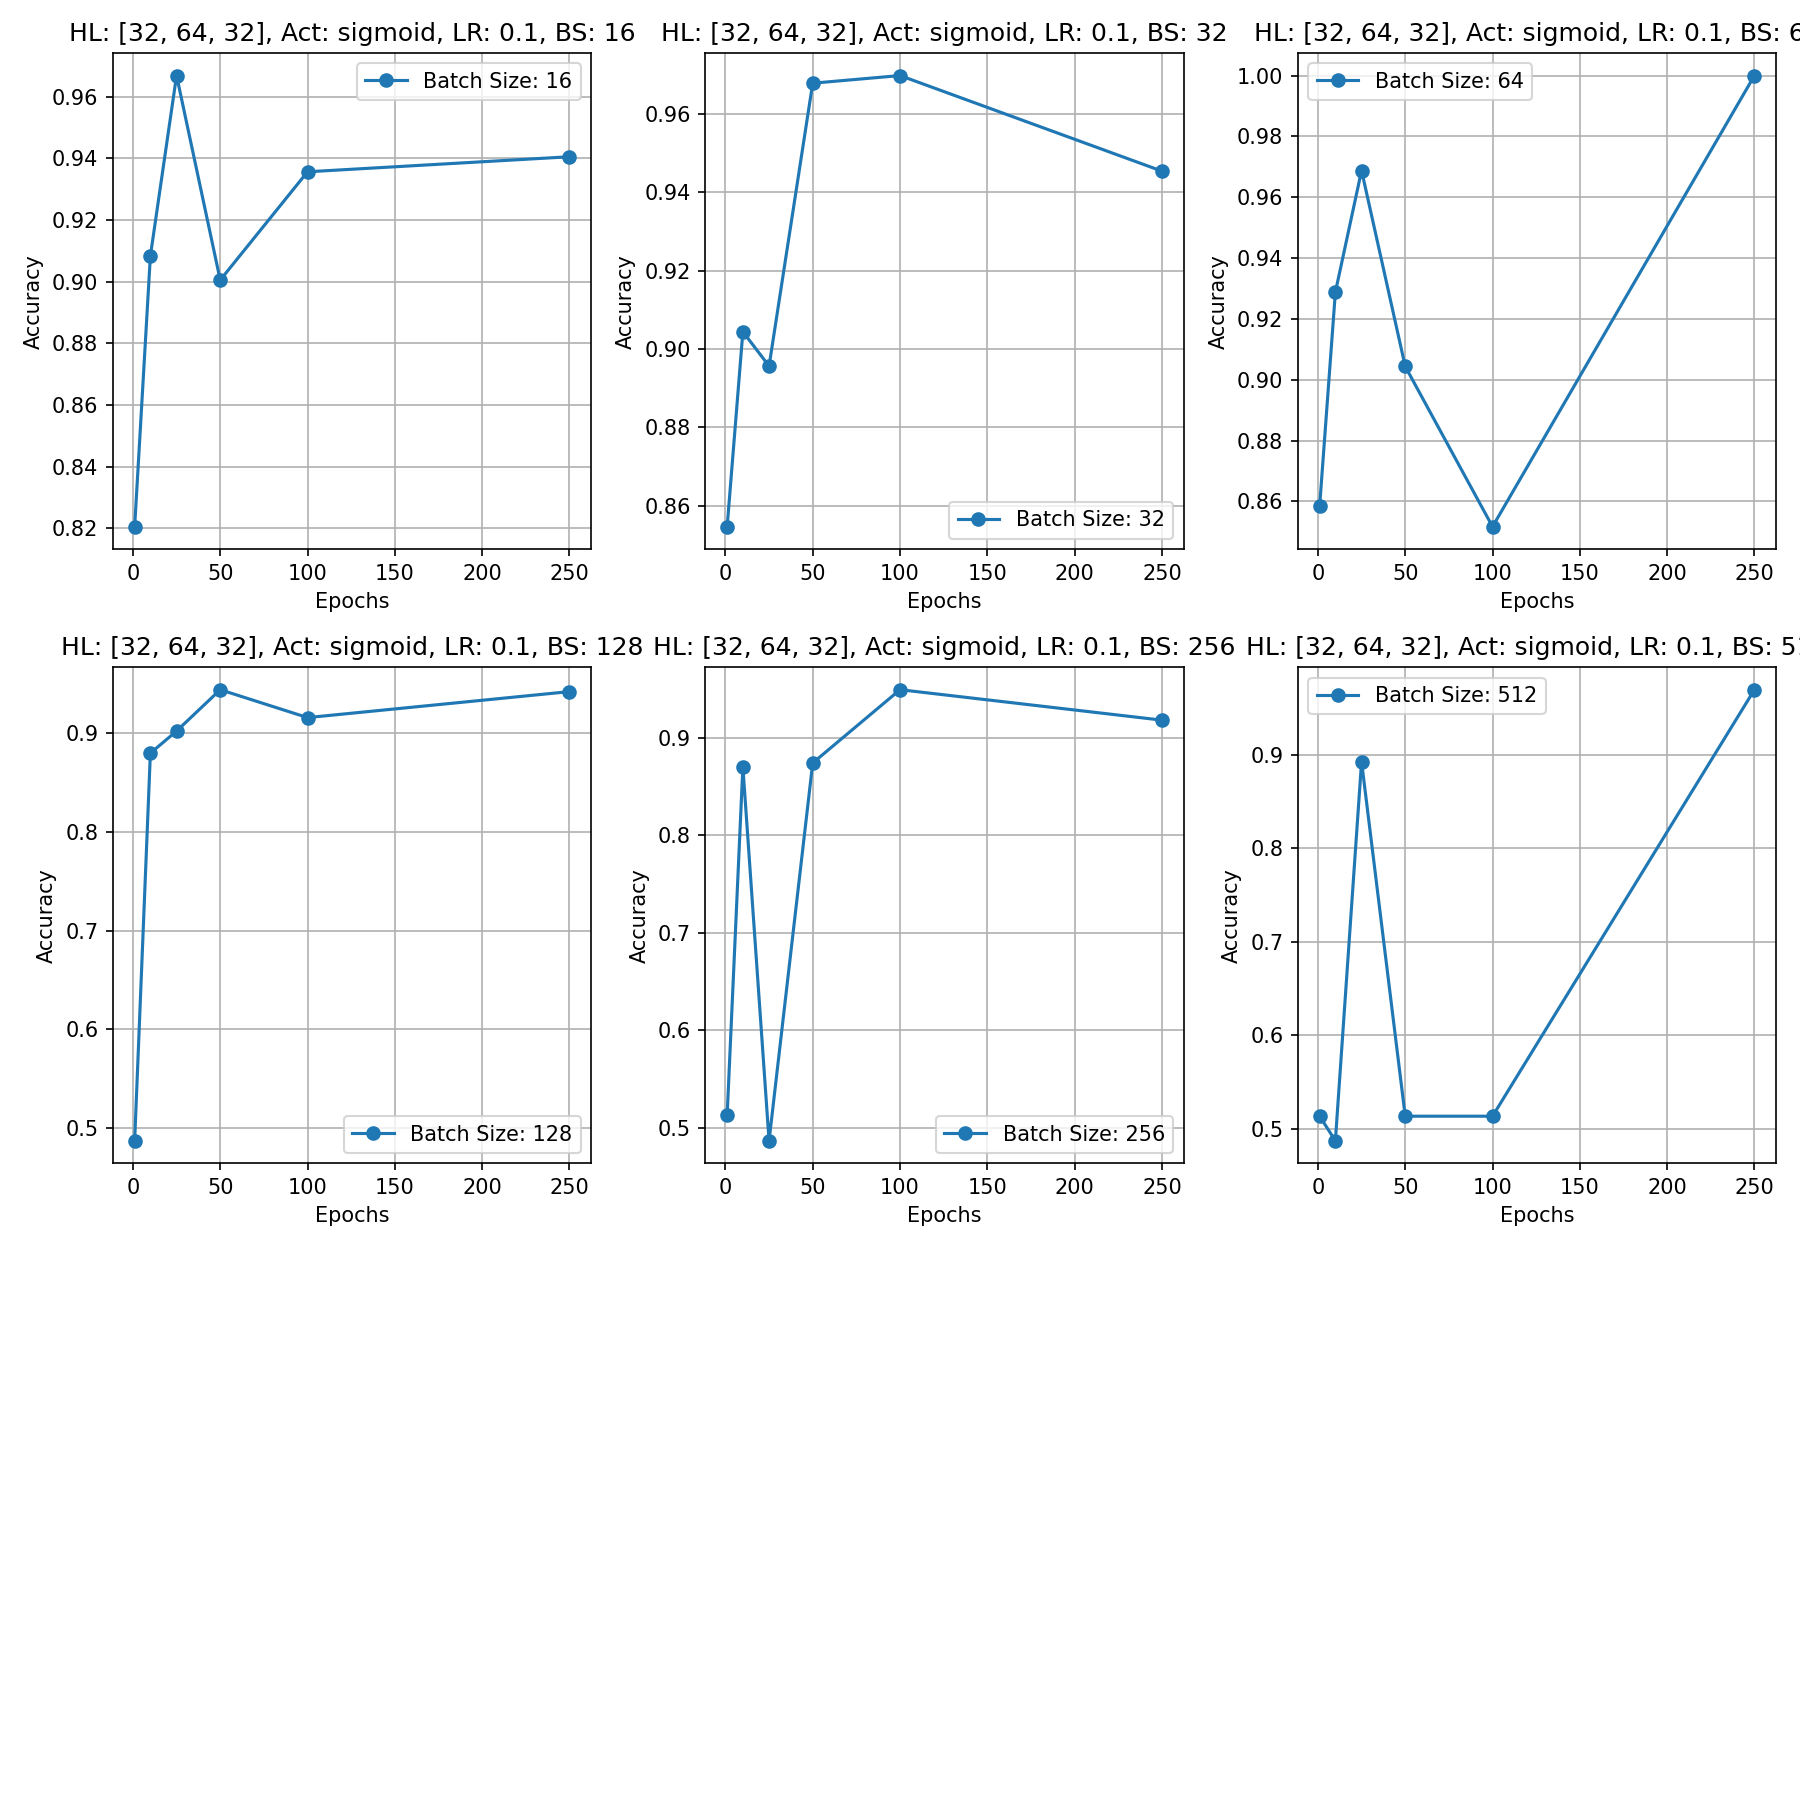 HL: [32, 64, 32], Act: sigmoid, LR: 0.1, BS: 16
Batch Size: 16
Accuracy
0.96
0.94
0.92
0.90
0.88
0.86
0.84
0.82
0 50 100 150 200 250
Epochs
HL: [32, 64, 32], Act: sigmoid, LR: 0.1, BS: 32
Accuracy
0.96
0.94
0.92
0.90
0.88
0.86
Batch Size: 32
0 50 100 150 200 250
Epochs
HL: [32, 64, 32], Act: sigmoid, LR: 0.1, BS:
Batch Size: 64
Accuracy
1.00
0.98
0.96
0.94
0.92
0.90
0.88
0.86
0 50 100 150 200 250
Epochs
HL: [32, 64, 32], Act: sigmoid, LR: 0.1, BS: 128
Accuracy
0.9
0.8
0.7
0.6
0.5
Batch Size: 128
0 50 100 150 200 250
Epochs
HL: [32, 64, 32], Act: sigmoid, LR: 0.1, BS: 256
Accuracy
0.9
0.8
0.7
0.6
0.5
Batch Size: 256
0 50 100 150 200 250
Epochs
HL: [32, 64, 32], Act: sigmoid, LR: 0.1, BS:
Batch Size: 512
Accuracy
0.9
0.8
0.7
0.6
0.5
0 50 100 150 200 250
Epochs